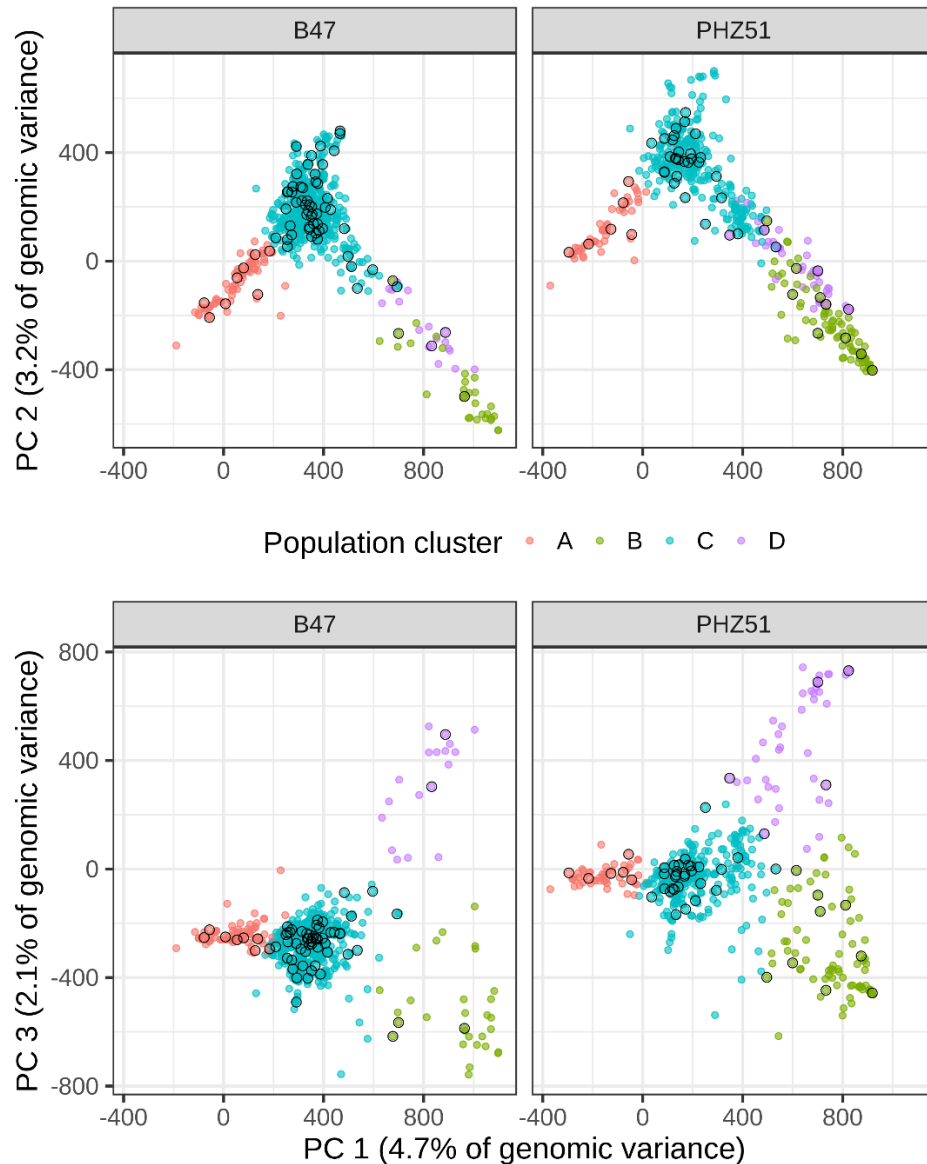 B47 PHZ51
PC 2 (3.2% of genomic variance)
400
0
-400
-400 0 400 800 -400 0 400 800
Population cluster A B C D
B47 PHZ51
PC 3 (2.1% of genomic variance)
800
400
0
-400
-800
-400 0 400 800 -400 0 400 800
PC 1 (4.7% of genomic variance)